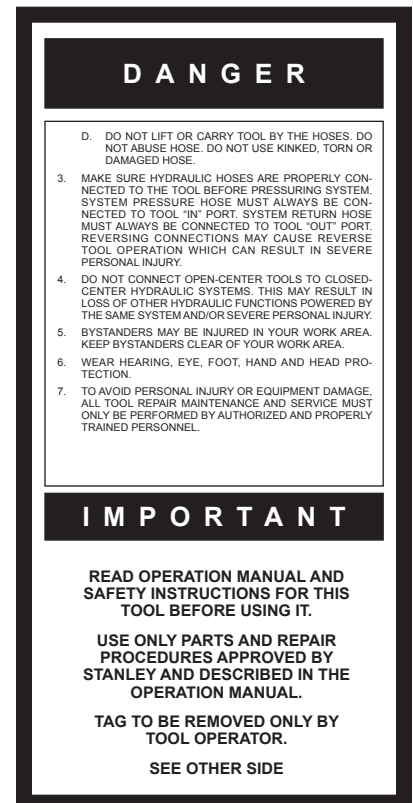 DANGER
D. DO NOT LIFT OR CARRY TOOL BY THE HOSES. DO
NOT ABUSE HOSE. DO NOT USE KINKED, TORN OR
DAMAGED HOSE.
3. MAKE SURE HYDRAULIC HOSES ARE PROPERLY CON-
NECTED TO THE TOOL BEFORE PRESSURING SYSTEM.
SYSTEM PRESSURE HOSE MUST ALWAYS BE CON-
NECTED TO TOOL “IN” PORT. SYSTEM RETURN HOSE
MUST ALWAYS BE CONNECTED TO TOOL “OUT” PORT.
REVERSING CONNECTIONS MAY CAUSE REVERSE
TOOL OPERATION WHICH CAN RESULT IN SEVERE
PERSONAL INJURY.
4. DO NOT CONNECT OPEN-CENTER TOOLS TO CLOSED-
CENTER HYDRAULIC SYSTEMS. THIS MAY RESULT IN
LOSS OF OTHER HYDRAULIC FUNCTIONS POWERED BY
THE SAME SYSTEM AND/OR SEVERE PERSONAL INJURY.
5. BYSTANDERS MAY BE INJURED IN YOUR WORK AREA.
KEEP BYSTANDERS CLEAR OF YOUR WORK AREA.
6. WEAR HEARING, EYE, FOOT, HAND AND HEAD PRO-
TECTION.
7. TO AVOID PERSONAL INJURY OR EQUIPMENT DAMAGE,
ALL TOOL REPAIR MAINTENANCE AND SERVICE MUST
ONLY BE PERFORMED BY AUTHORIZED AND PROPERLY
TRAINED PERSONNEL.
IMPORTANT
READ OPERATION MANUAL AND
SAFETY INSTRUCTIONS FOR THIS
TOOL BEFORE USING IT.
USE ONLY PARTS AND REPAIR
PROCEDURES APPROVED BY
STANLEY AND DESCRIBED IN THE
OPERATION MANUAL.
TAG TO BE REMOVED ONLY BY
TOOL OPERATOR.
SEE OTHER SIDE